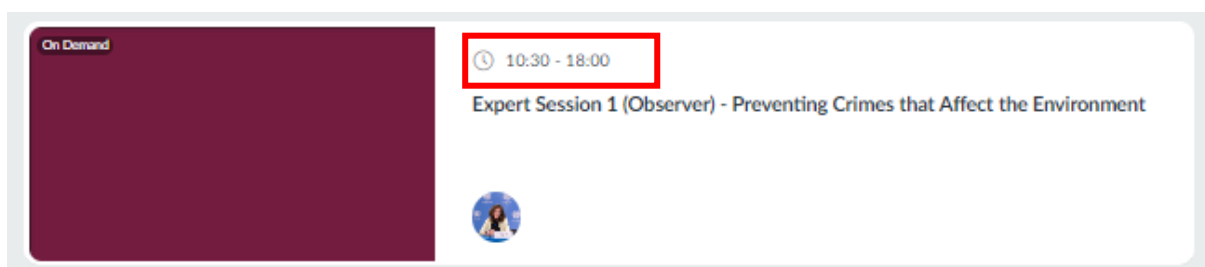 On Demand
10:30 - 18:00
Expert Session 1 (Observer) - Preventing Crimes that Affect the Environment